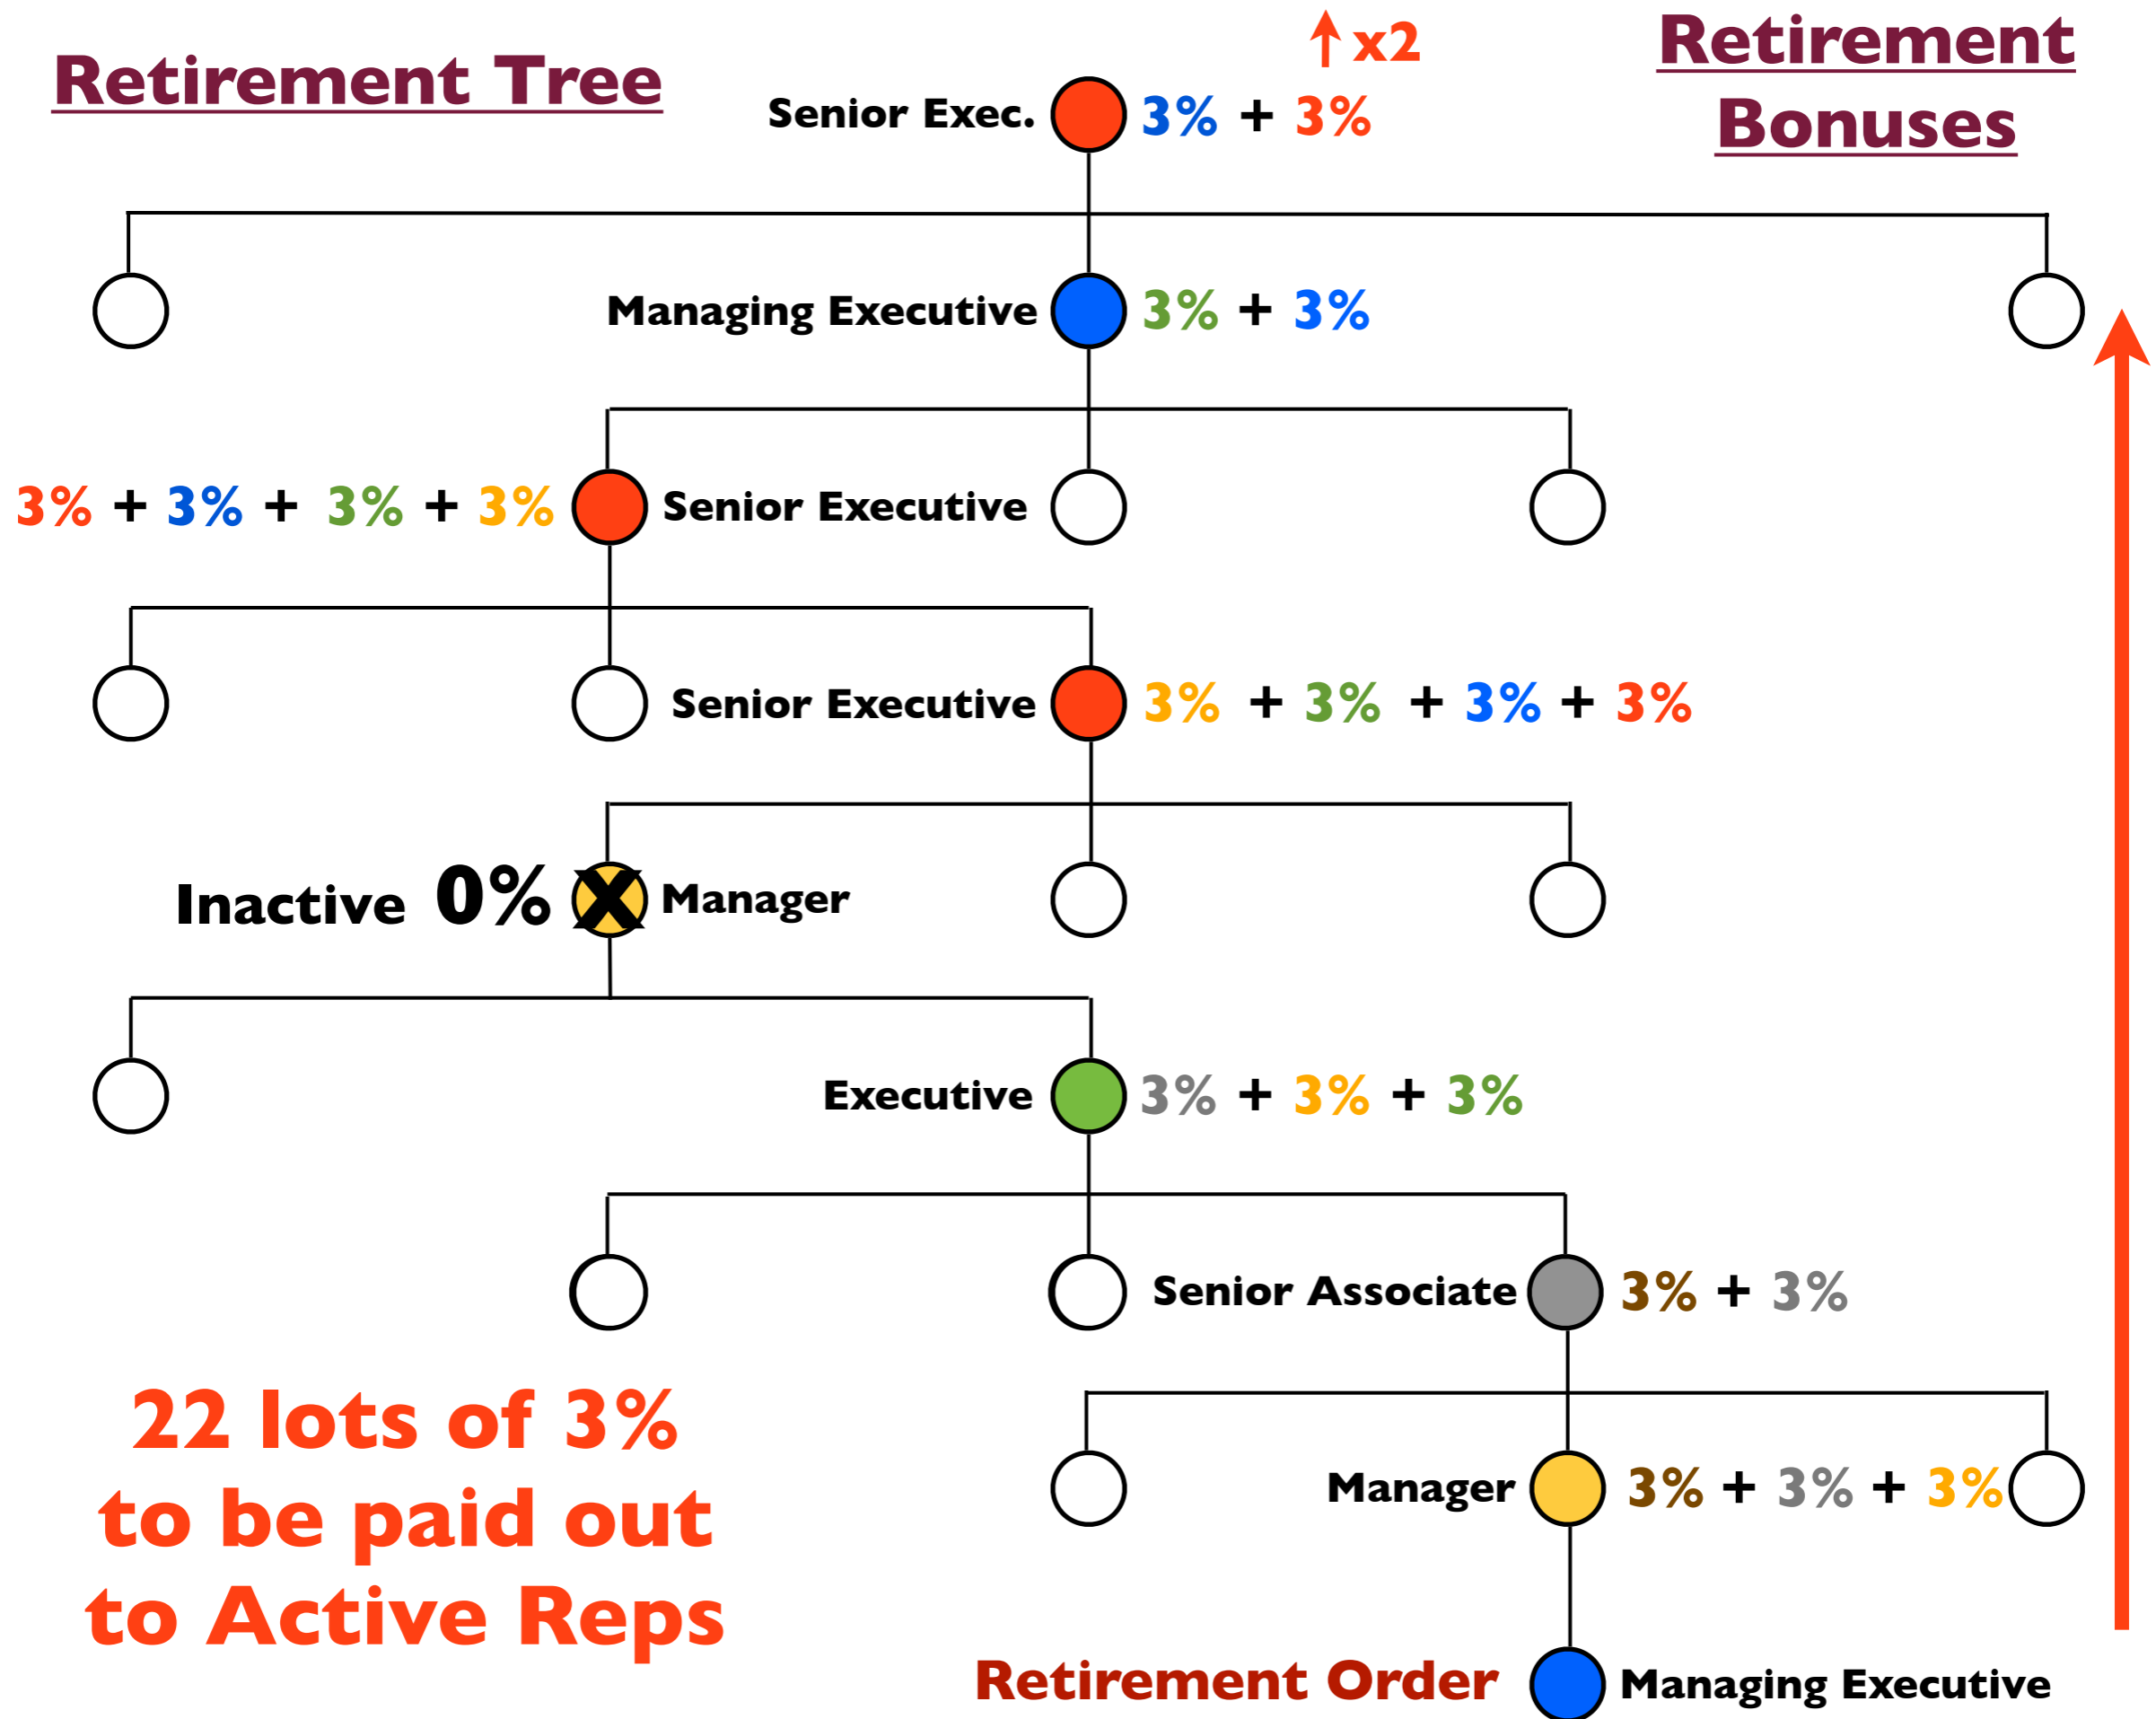 Retirement Tree
x2
Retirement
Bonuses
Senior Exec. 3% + 3%
Managing Executive 3% + 3%
3% + 3% + 3% + 3% Senior Executive
Senior Executive 3% + 3% + 3% + 3%
Inactive 0% X Manager
Executive 3% + 3% + 3%
Senior Associate 3% + 3%
22 lots of 3%
to be paid out
to Active Reps
Manager 3% + 3% + 3%
Retirement Order Managing Executive